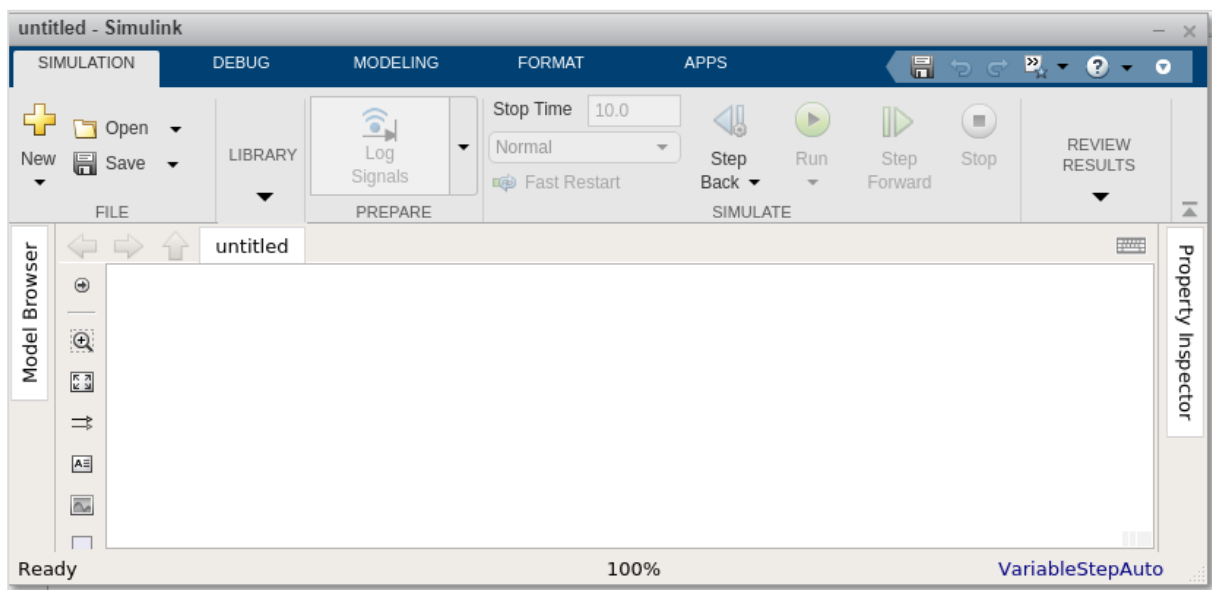 untitled - Simulink
SIMULATION DEBUG MODELING FORMAT APPS
New
Open
Save
FILE
LIBRARY
Log
Signals
PREPARE
Stop Time 10.0
Normal
Fast Restart
Step
Back
Run
Step
Forward
Stop
SIMULATE
REVIEW
RESULTS
Model Browser
untitled
Property Inspector
Ready 100% VariableStepAuto